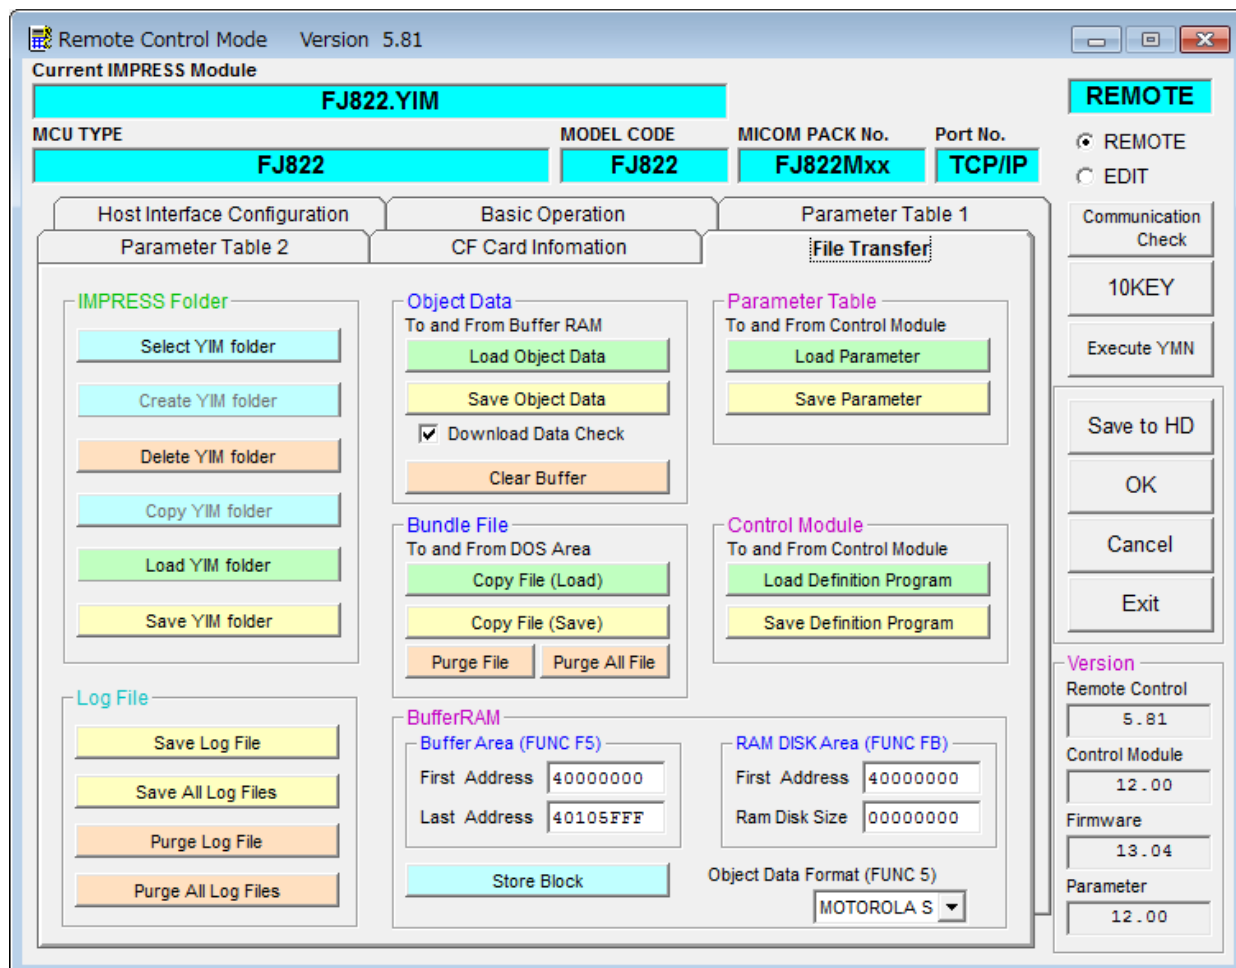 Remote Control Mode Version 5.81
Current IMPRESS Module
FJ822.YIM
REMOTE
MCU TYPE MODEL CODE MICOM PACK No. Port No.
FJ822 FJ822 FJ822Mxx TCP/IP
REMOTE
EDIT
Host Interface Configuration Basic Operation Parameter Table 1
Parameter Table 2 CF Card Infomation File Transfer
IMPRESS Folder
Select YIM folder
Create YIM folder
Delete YIM folder
Copy YIM folder
Load YIM folder
Save YIM folder
Log File
Save Log File
Save All Log Files
Purge Log File
Purge All Log Files
Object Data
To and From Buffer RAM
Load Object Data
Save Object Data
Download Data Check
Clear Buffer
Bundle File
To and From DOS Area
Copy File (Load)
Copy File (Save)
Purge File Purge All File
Parameter Table
To and From Control Module
Load Parameter
Save Parameter
Control Module
To and From Control Module
Load Definition Program
Save Definition Program
BufferRAM
Buffer Area (FUNC F5)
First Address 40000000
Last Address 40105FFF
Store Block
RAM DISK Area (FUNC FB)
First Address 40000000
Ram Disk Size 00000000
Object Data Format (FUNC 5)
MOTOROLA S
Communication
Check
10KEY
Execute YMN
Save to HD
OK
Cancel
Exit
Version
Remote Control
5.81
Control Module
12.00
Firmware
13.04
Parameter
12.00